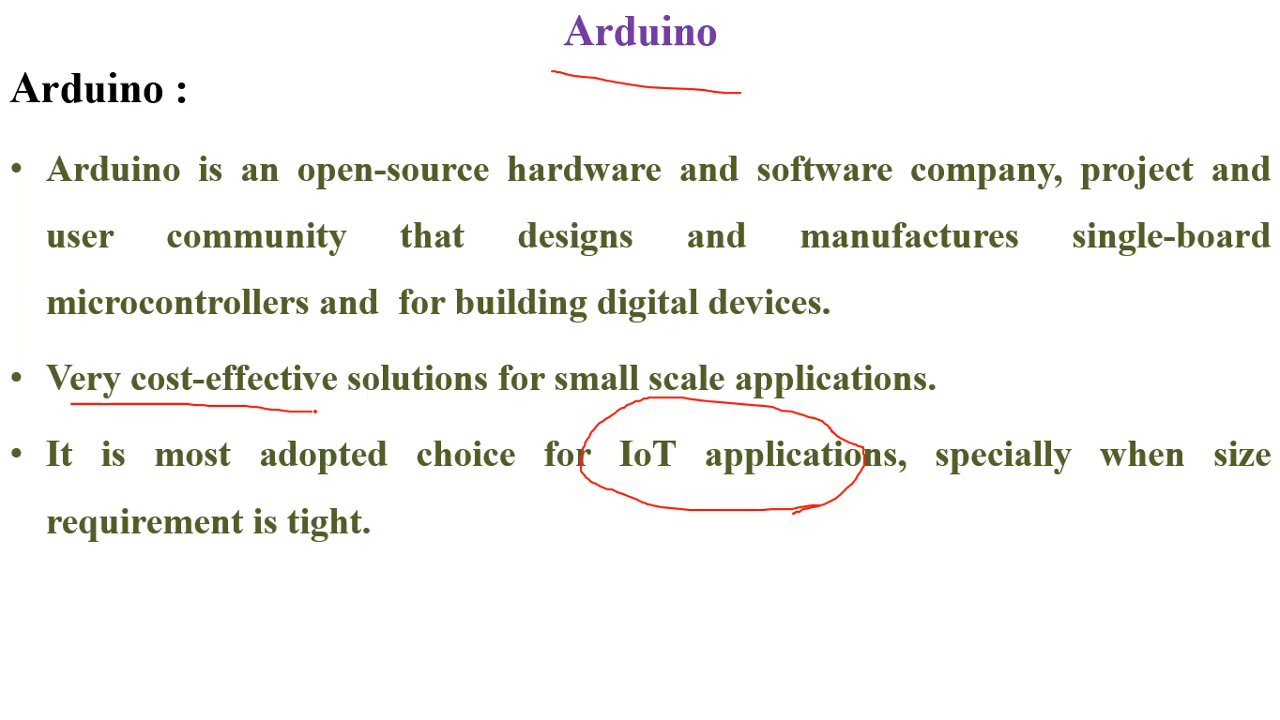 Arduino
Arduino :
• Arduino is an open-source hardware and software company, project and
user community that designs and manufactures single-board
microcontrollers and for building digital devices.
• Very cost-effective solutions for small scale applications.
• It is most adopted choice for IoT applications, specially when size
requirement is tight.